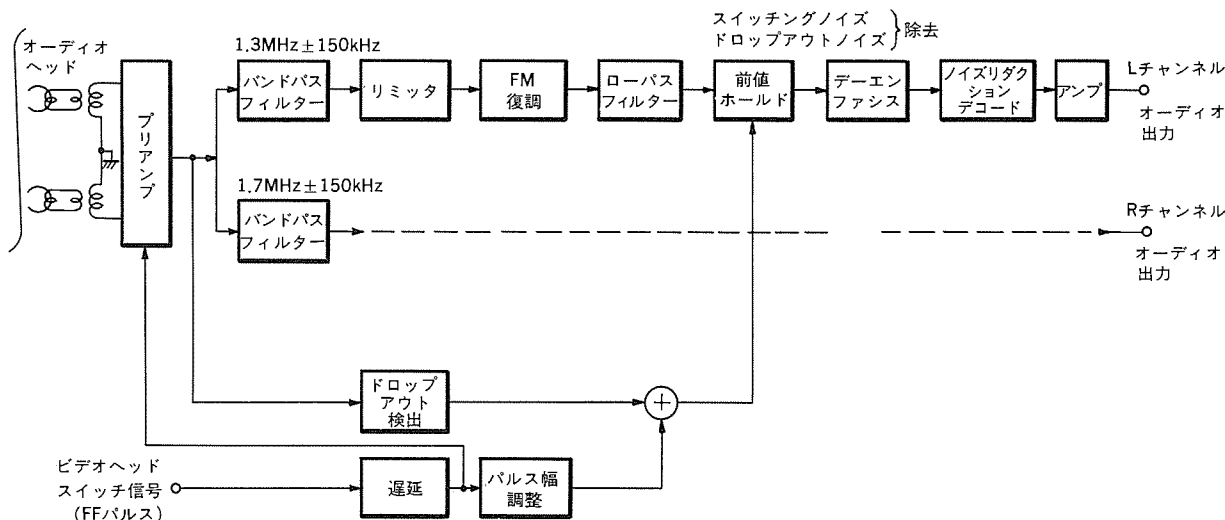 オーディオ
ヘッド
プリアンプ
1.3MHz±150kHz
バンドパス
フィルター
リミッタ
FM
復調
ローパス
フィルター
スイッチングノイズ
ドロップアウトノイズ
除去
前値
ホールド
デーエン
ファシス
ノイズリダク
ション
デコード
アンプ
Lチャンネル
オーディオ
出力
1.7MHz±150kHz
バンドパス
フィルター
Rチャンネル
オーディオ
出力
ドロップ
アウト
検出
+
ビデオヘッド
スイッチ信号
(FFパルス)
遅延
パルス幅
調整